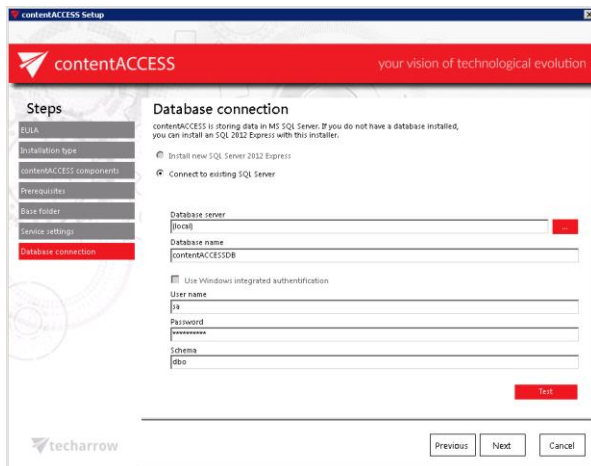 contentACCESS Setup
contentACCESS
your vision of technological evolution
Steps
EULA
Installation type
contentACCESS components
Prerequisites
Base folder
Service settings
Database connection
Database connection
contentACCESS is storing data in MS SQL Server. If you do not have a database installed,
you can install an SQL 2012 Express with this installer.
Install new SQL Server 2012 Express
Connect to existing SQL Server
Database server
(local)
...
Database name
contentACCESSDB
Use Windows integrated authentification
User name
sa
Password
**********
Schema
dbo
Test
techarrow
Previous
Next
Cancel